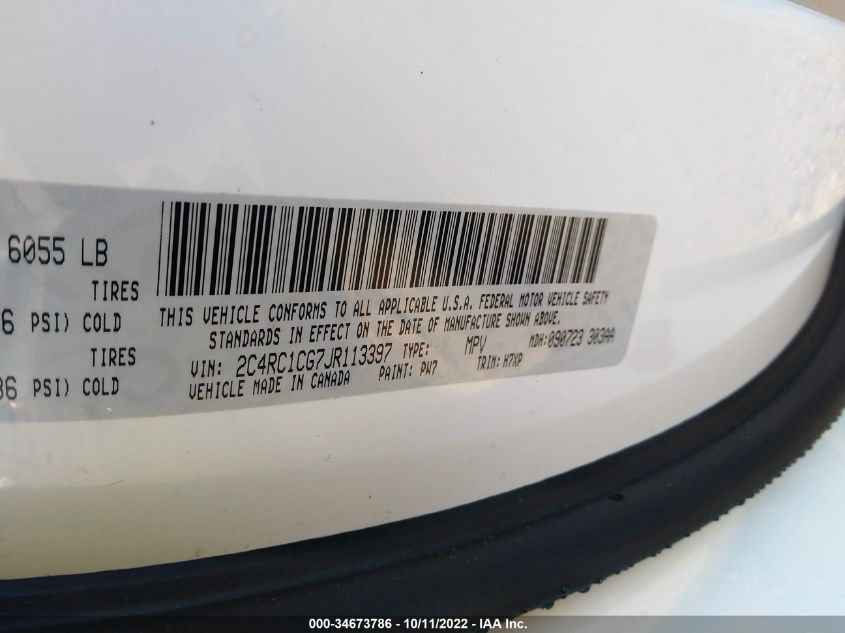 6055 LB
TIRES
6 PSI) COLD
TIRES
36 PSI) COLD
THIS VEHICLE CONFORMS TO ALL APPLICABLE U.S.A. FEDERAL MOTOR VEHICLE SAFETY
STANDARDS IN EFFECT ON THE DATE OF MANUFACTURE SHOWN ABOVE.
VIN: 2C4RC1CG7JR113397 TYPE: MPV MDH: 090723 303AA
VEHICLE MADE IN CANADA PAINT: PW7 TRIM: H7XP
000-34673786 - 10/11/2022 - IAA Inc.